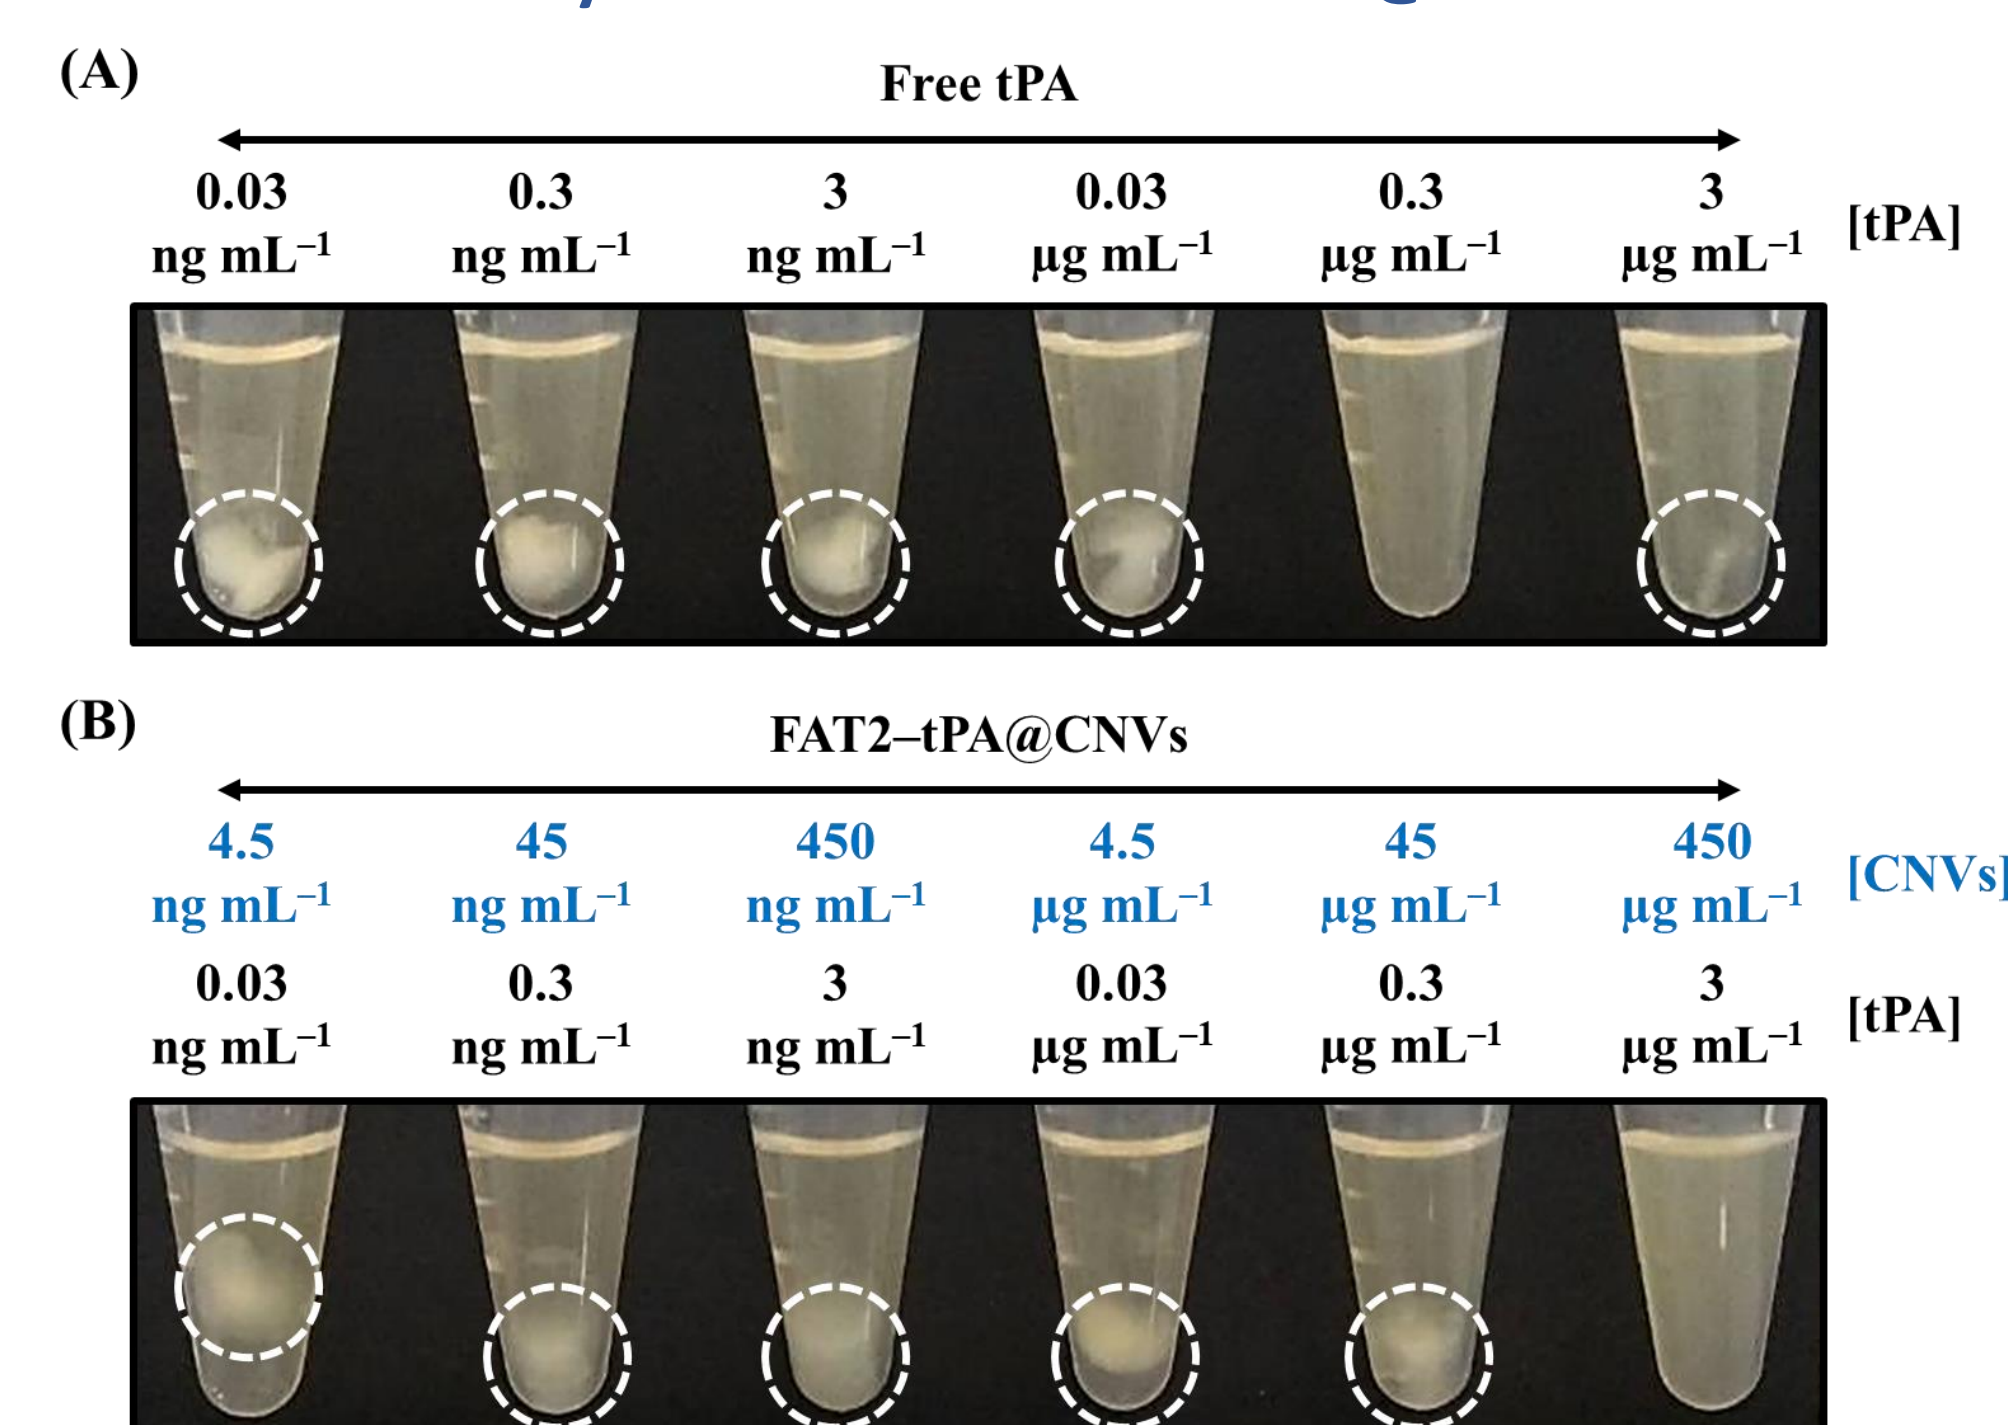 (A)
Free tPA
0.03 0.3 3 0.03 0.3 3
ng mL⁻¹ ng mL⁻¹ ng mL⁻¹ µg mL⁻¹ µg mL⁻¹ µg mL⁻¹ [tPA]
(B)
FAT2–tPA@CNVs
4.5 45 450 4.5 45 450
ng mL⁻¹ ng mL⁻¹ ng mL⁻¹ µg mL⁻¹ µg mL⁻¹ µg mL⁻¹ [CNVs]
0.03 0.3 3 0.03 0.3 3
ng mL⁻¹ ng mL⁻¹ ng mL⁻¹ µg mL⁻¹ µg mL⁻¹ µg mL⁻¹ [tPA]